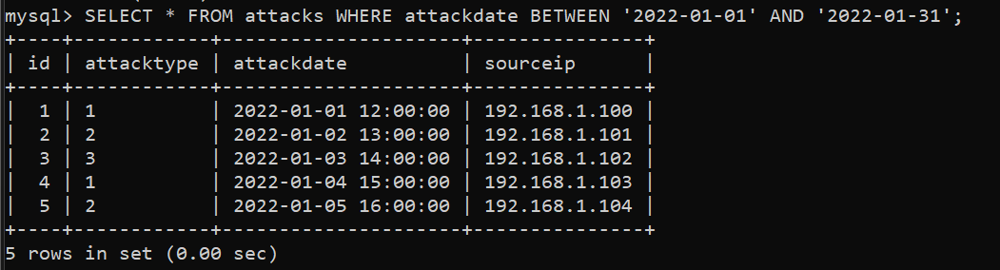 mysql> SELECT * FROM attacks WHERE attackdate BETWEEN '2022-01-01' AND '2022-01-31';
+----+------------+---------------------+---------------+
| id | attacktype | attackdate          | sourceip      |
+----+------------+---------------------+---------------+
|  1 | 1          | 2022-01-01 12:00:00 | 192.168.1.100 |
|  2 | 2          | 2022-01-02 13:00:00 | 192.168.1.101 |
|  3 | 3          | 2022-01-03 14:00:00 | 192.168.1.102 |
|  4 | 1          | 2022-01-04 15:00:00 | 192.168.1.103 |
|  5 | 2          | 2022-01-05 16:00:00 | 192.168.1.104 |
+----+------------+---------------------+---------------+
5 rows in set (0.00 sec)